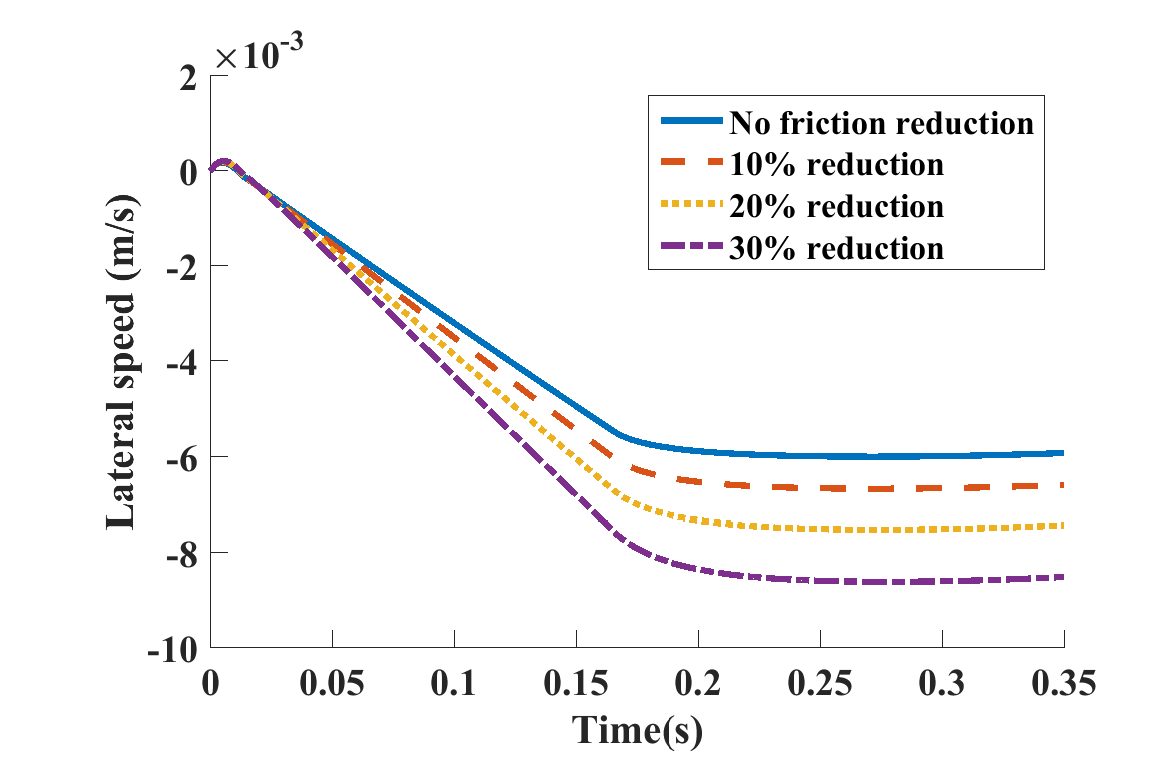 ×10-3
2
0
-2
-4
-6
-8
-10
Lateral speed (m/s)
No friction reduction
10% reduction
20% reduction
30% reduction
0 0.05 0.1 0.15 0.2 0.25 0.3 0.35
Time(s)